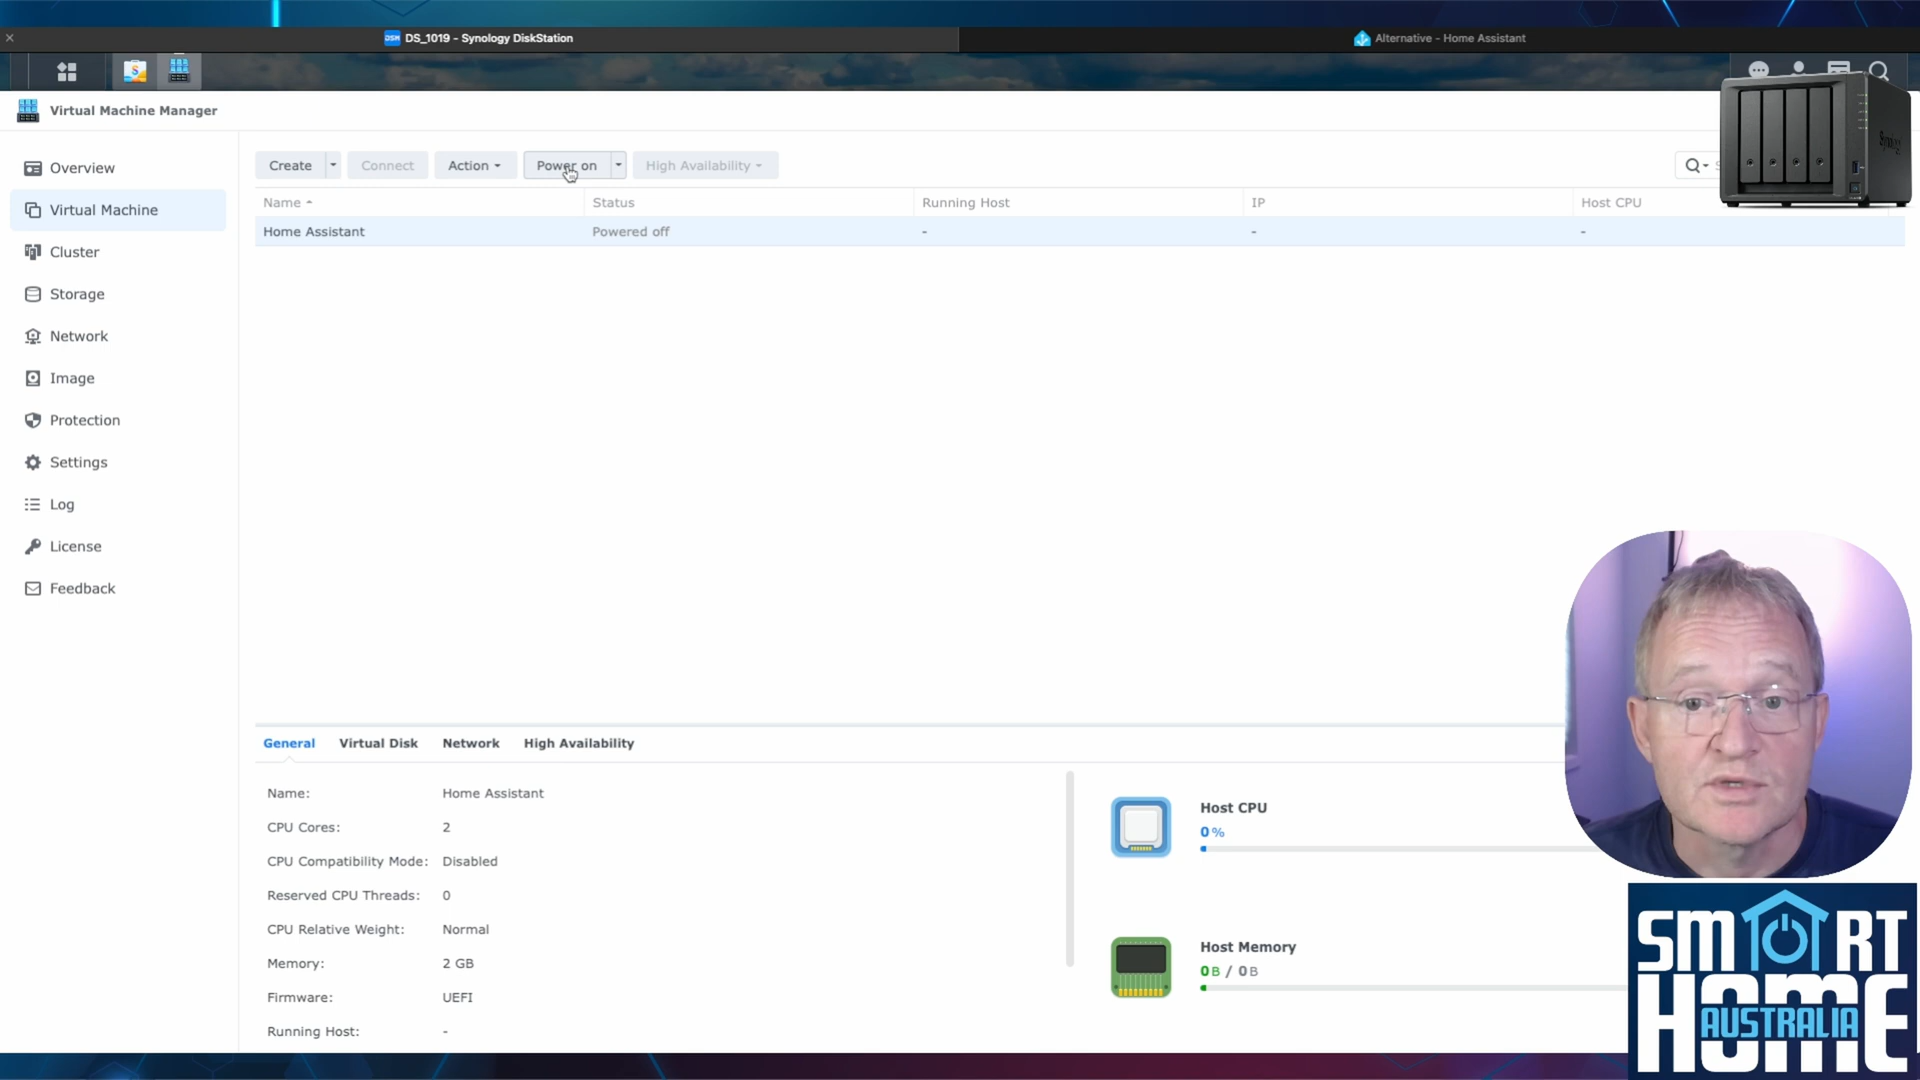 DSM DS_1019 - Synology DiskStation
Alternative - Home Assistant
Virtual Machine Manager
Overview
Virtual Machine
Cluster
Storage
Network
Image
Protection
Settings
Log
License
Feedback
Create
Connect
Action
Power on
High Availability
Name
Status
Running Host
IP
Host CPU
Home Assistant
Powered off
-
-
-
General
Virtual Disk
Network
High Availability
Name: Home Assistant
CPU Cores: 2
CPU Compatibility Mode: Disabled
Reserved CPU Threads: 0
CPU Relative Weight: Normal
Memory: 2 GB
Firmware: UEFI
Running Host: -
Host CPU
0 %
Host Memory
0 B / 0 B
SMART
HOME
AUSTRALIA